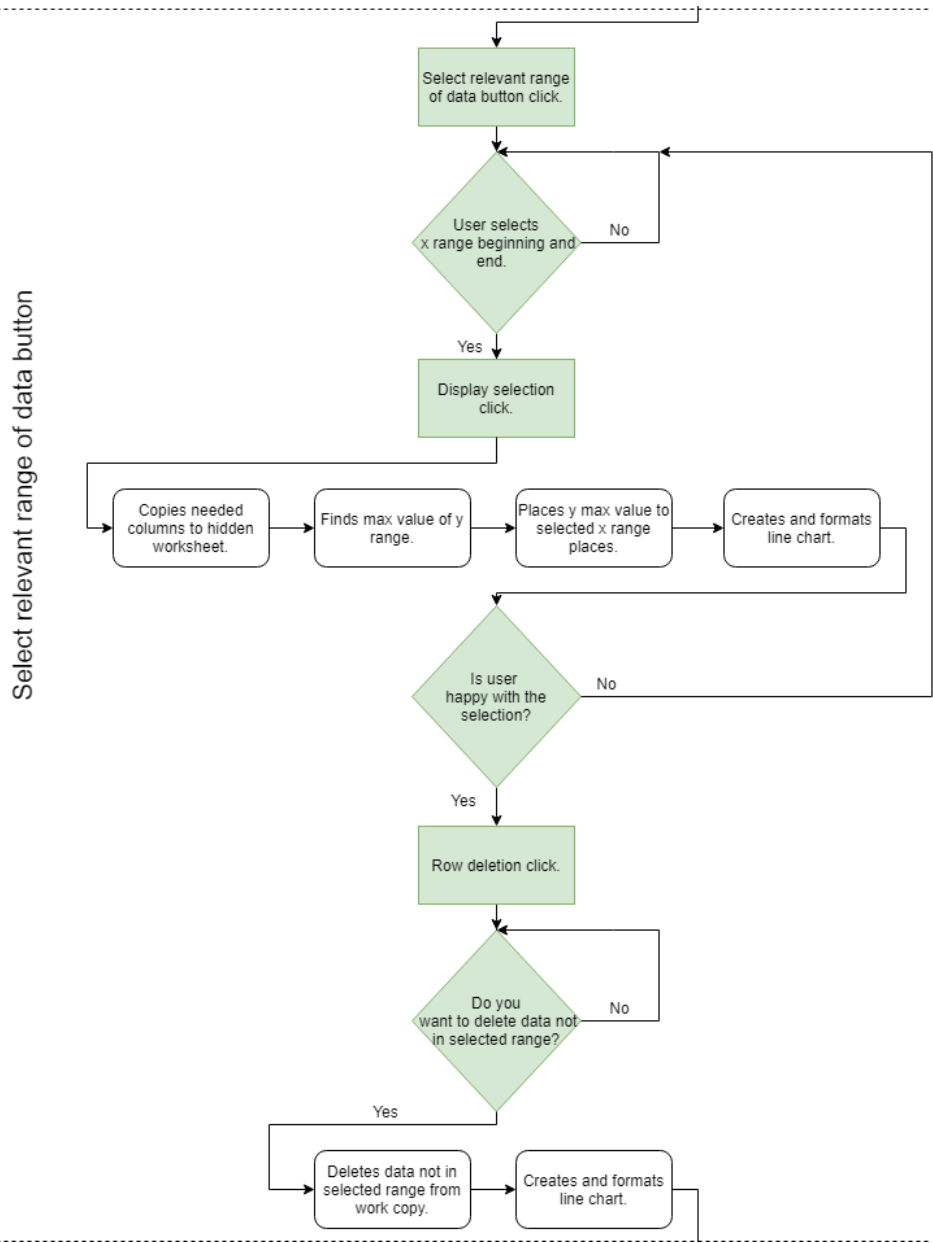 Select relevant range of data button
Select relevant range
of data button click.
User selects
x range beginning and
end.
No
Yes
Display selection
click.
Copies needed
columns to hidden
worksheet.
Finds max value of y
range.
Places y max value to
selected x range
places.
Creates and formats
line chart.
Is user
happy with the
selection?
No
Yes
Row deletion click.
Do you
want to delete data not
in selected range?
No
Yes
Deletes data not in
selected range from
work copy.
Creates and formats
line chart.